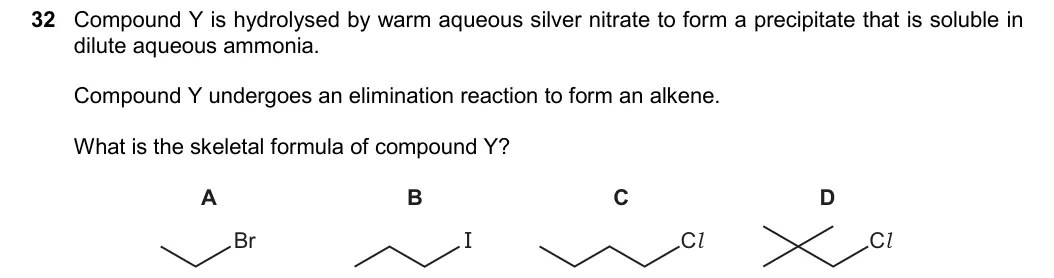 32 Compound Y is hydrolysed by warm aqueous silver nitrate to form a precipitate that is soluble in
dilute aqueous ammonia.
Compound Y undergoes an elimination reaction to form an alkene.
What is the skeletal formula of compound Y?
A B C D
Br I Cl Cl